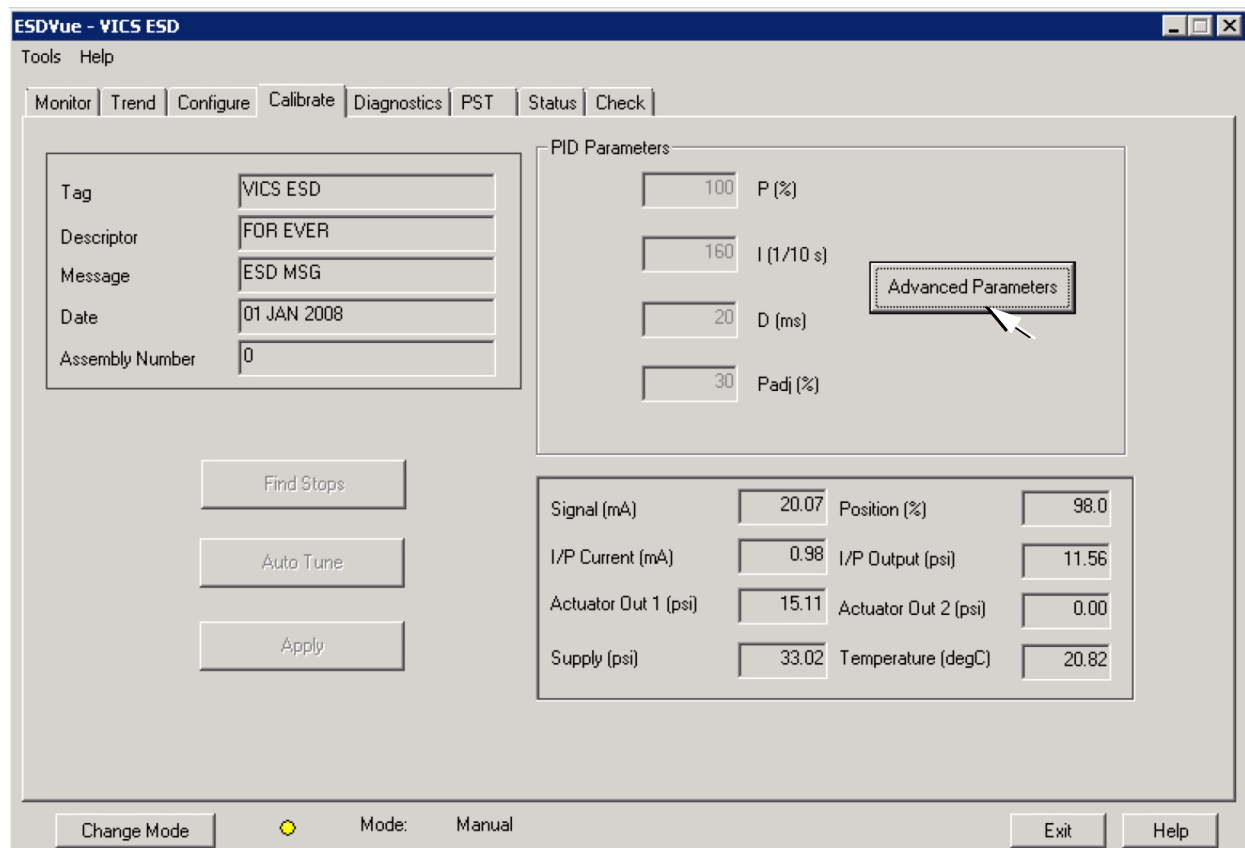 ESDVue - VICS ESD
Tools Help
Monitor Trend Configure Calibrate Diagnostics PST Status Check
Tag VICS ESD
Descriptor FOR EVER
Message ESD MSG
Date 01 JAN 2008
Assembly Number 0
Find Stops
Auto Tune
Apply
PID Parameters
100 P (%)
160 I (1/10 s)
20 D (ms)
30 Padj (%)
Advanced Parameters
Signal (mA) 20.07 Position (%) 98.0
I/P Current (mA) 0.98 I/P Output (psi) 11.56
Actuator Out 1 (psi) 15.11 Actuator Out 2 (psi) 0.00
Supply (psi) 33.02 Temperature (degC) 20.82
Change Mode Mode: Manual Exit Help